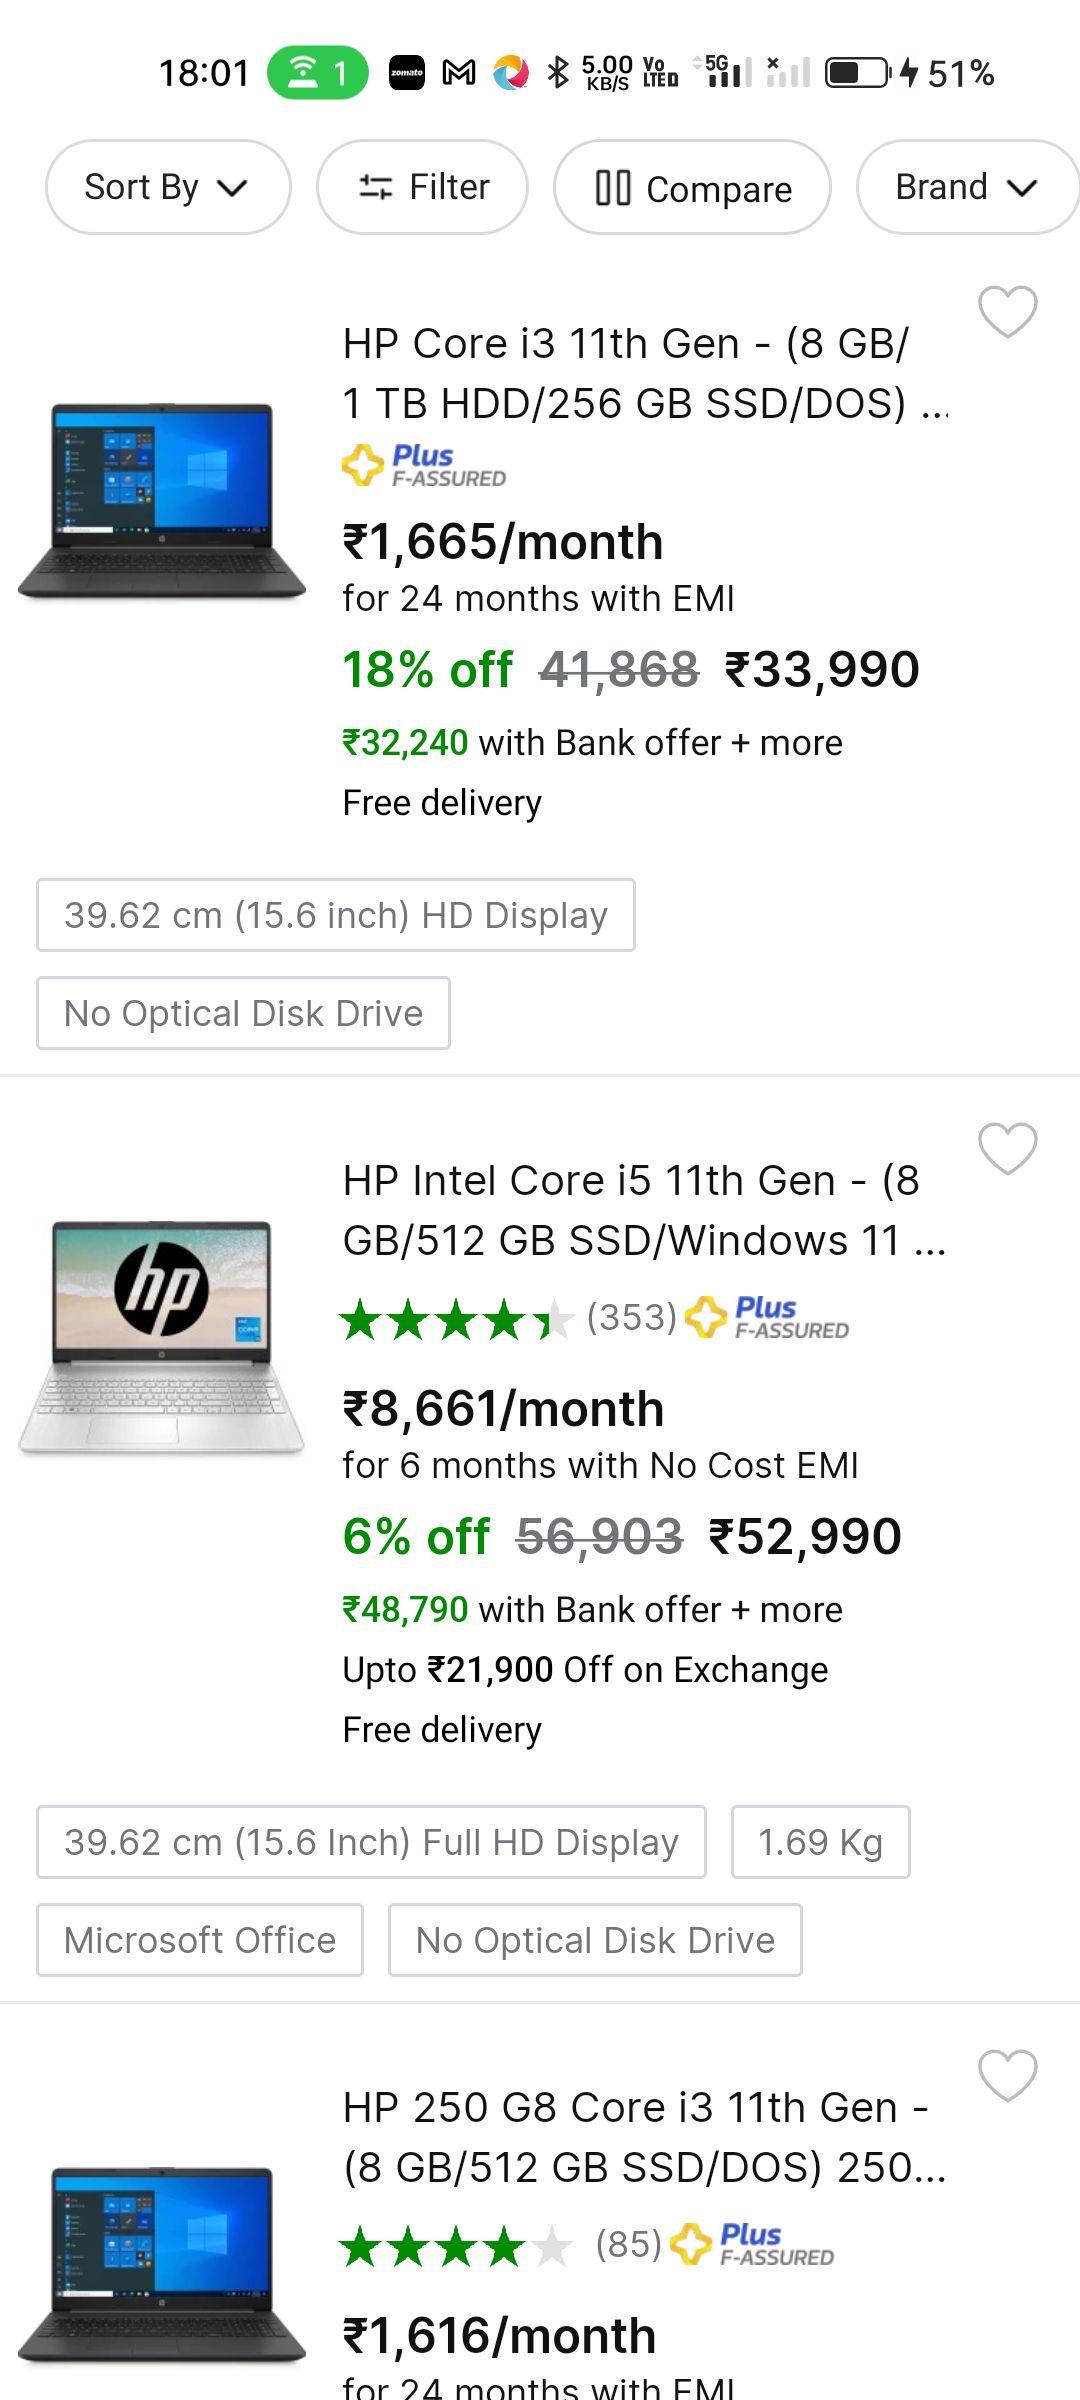 18:01 1 zomato 5.00 KB/S Vo LTED 5G 51%
Sort By Filter Compare Brand
HP Core i3 11th Gen - (8 GB/
1 TB HDD/256 GB SSD/DOS) ...
Plus
F-ASSURED
₹1,665/month
for 24 months with EMI
18% off 41,868 ₹33,990
₹32,240 with Bank offer + more
Free delivery
39.62 cm (15.6 inch) HD Display
No Optical Disk Drive
hp
HP Intel Core i5 11th Gen - (8
GB/512 GB SSD/Windows 11 ...
(353) Plus
F-ASSURED
₹8,661/month
for 6 months with No Cost EMI
6% off 56,903 ₹52,990
₹48,790 with Bank offer + more
Upto ₹21,900 Off on Exchange
Free delivery
39.62 cm (15.6 Inch) Full HD Display 1.69 Kg
Microsoft Office No Optical Disk Drive
HP 250 G8 Core i3 11th Gen -
(8 GB/512 GB SSD/DOS) 250...
(85) Plus
F-ASSURED
₹1,616/month
for 24 months with EMI